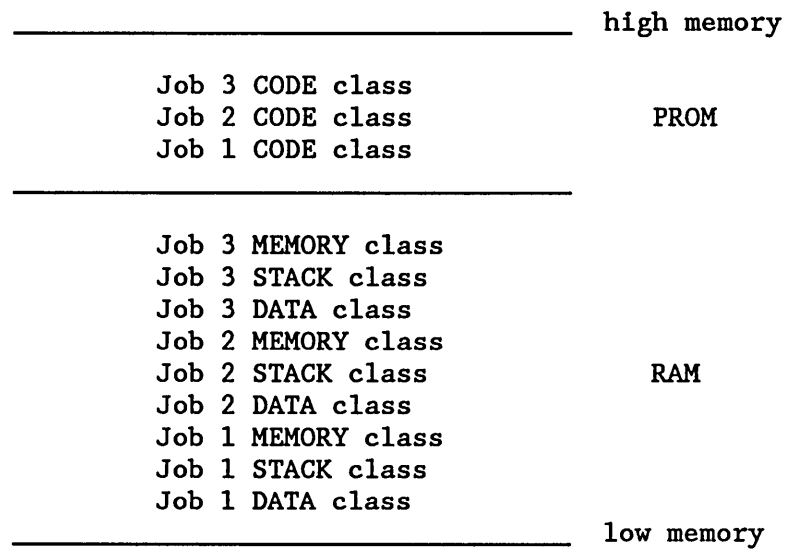 high memory
Job 3 CODE class
Job 2 CODE class PROM
Job 1 CODE class
Job 3 MEMORY class
Job 3 STACK class
Job 3 DATA class
Job 2 MEMORY class
Job 2 STACK class RAM
Job 2 DATA class
Job 1 MEMORY class
Job 1 STACK class
Job 1 DATA class
low memory